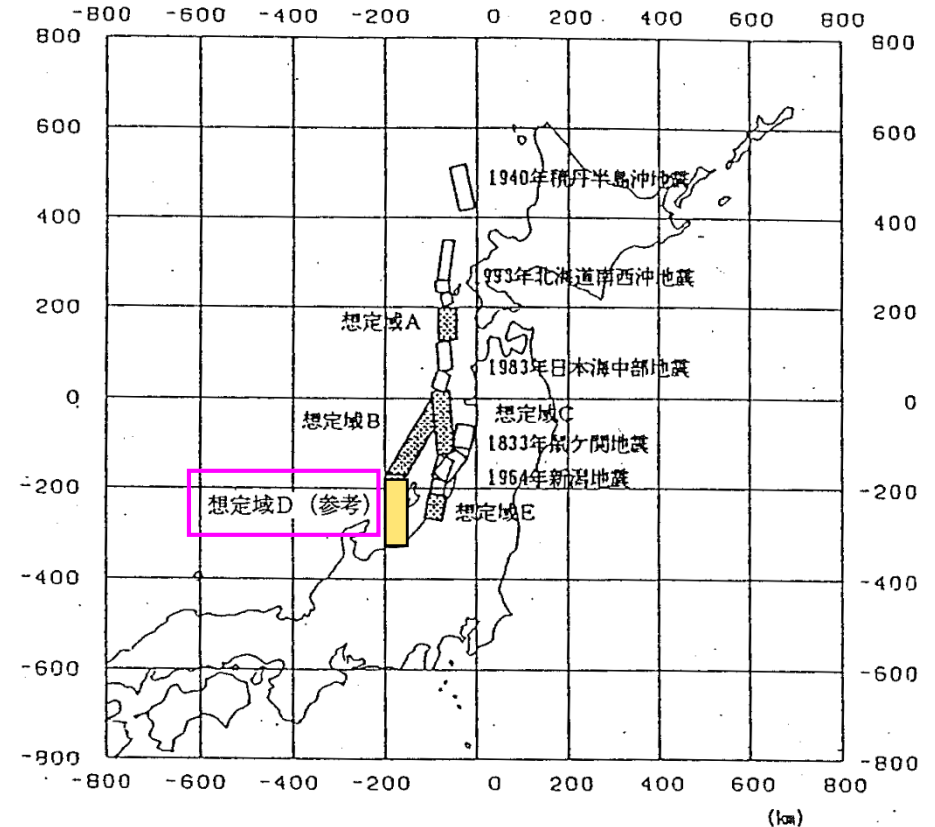 -800 -600 -400 -200 0 200 400 600 800
800 800
600 600
1940年積丹半島沖地震
400 400
993年北海道南西沖地震
200 200
想定域A
1983年日本海中部地震
0 0
想定域B 想定域C
1833年鼠ケ関地震
-200 1964年新潟地震 -200
想定域D (参考) 想定域E
-400 -400
-600 -600
-800 -800
-800 -600 -400 -200 0 200 400 600 800
(km)